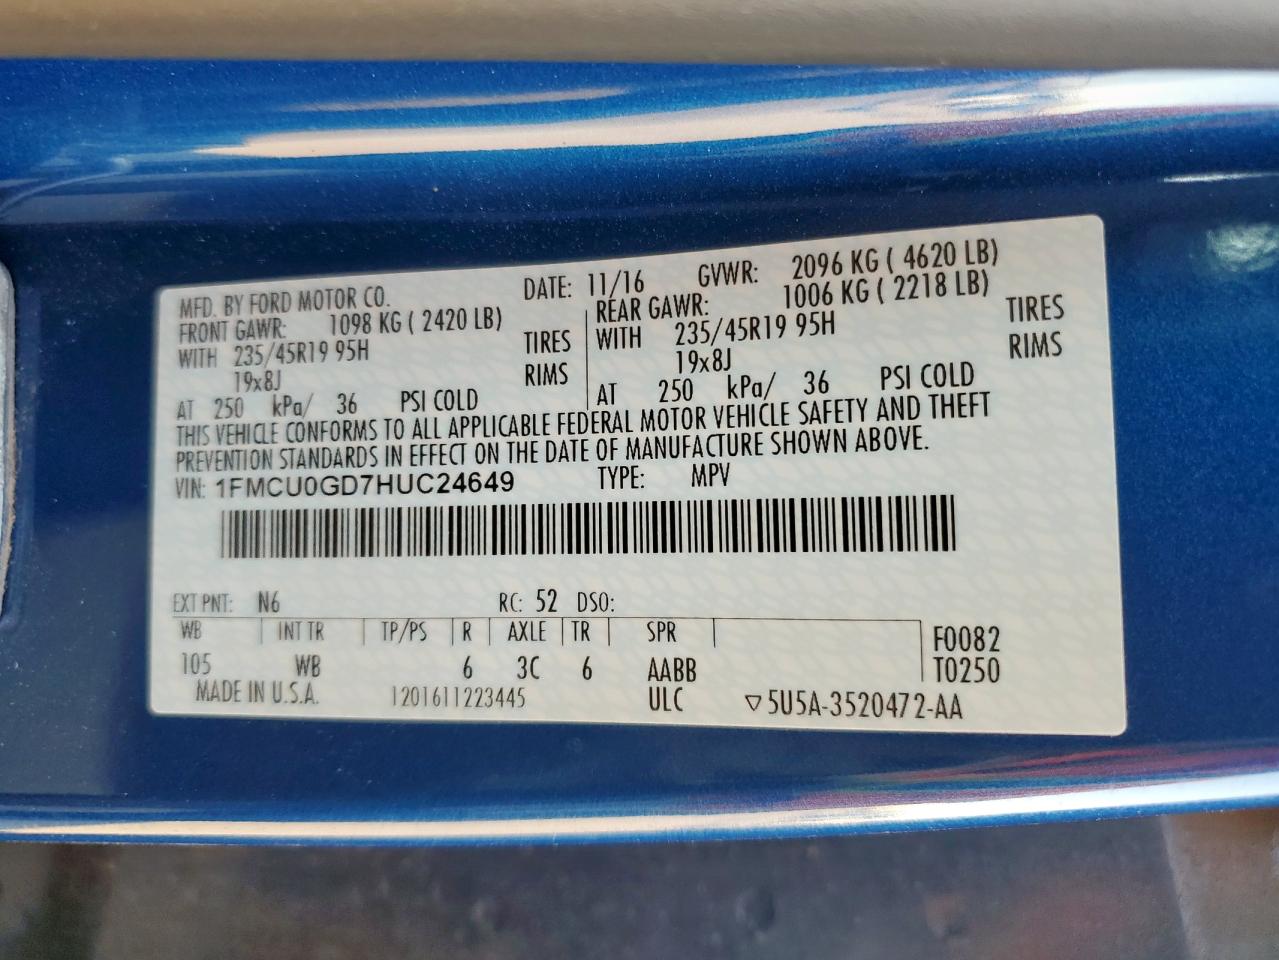 MFD. BY FORD MOTOR CO. DATE: 11/16 GVWR: 2096 KG ( 4620 LB)
FRONT GAWR: 1098 KG ( 2420 LB) REAR GAWR: 1006 KG ( 2218 LB)
WITH 235/45R19 95H TIRES WITH 235/45R19 95H TIRES
19x8J RIMS 19x8J RIMS
AT 250 kPa/ 36 PSI COLD AT 250 kPa/ 36 PSI COLD
THIS VEHICLE CONFORMS TO ALL APPLICABLE FEDERAL MOTOR VEHICLE SAFETY AND THEFT
PREVENTION STANDARDS IN EFFECT ON THE DATE OF MANUFACTURE SHOWN ABOVE.
VIN: 1FMCU0GD7HUC24649 TYPE: MPV
EXT PNT: N6 RC: 52 DSO:
WB INT TR TP/PS R AXLE TR SPR F0082
105 WB 6 3C 6 AABB T0250
MADE IN U.S.A. 1201611223445 ULC ▽5U5A-3520472-AA